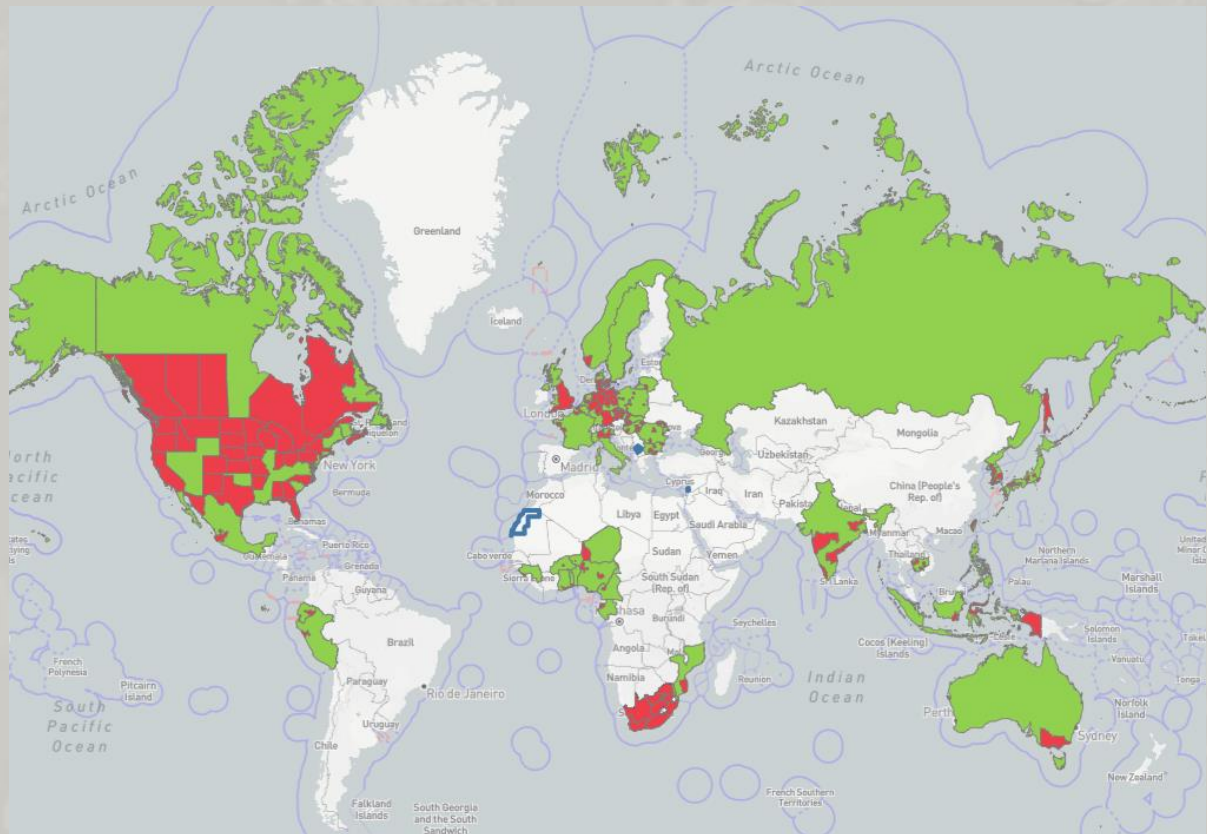 Arctic Ocean
Arctic Ocean
Greenland
Iceland
London
Madrid
New York
North
Pacific
Ocean
Bermuda
Bahamas
Puerto Rico
Guatemala
Grenada
Panama
Guyana
Cabo verde
Morocco
Libya
Egypt
Cyprus
Iraq
Iran
Saudi Arabia
Yemen
Sudan
South Sudan
(Rep. of)
Burundi
Angola
Namibia
Kazakhstan
Mongolia
Uzbekistan
China (People's
Rep. of)
Macao
Myanmar
Thailand
Sri Lanka
Northern
Mariana Islands
Palau
Marshall
Islands
Solomon
Islands
Vanuatu
Tonga
Norfolk
Island
Seychelles
Reunion
Cocos (Keeling)
Islands
Indian
Ocean
Perth
Sydney
New Zealand
Brazil
Paraguay
Rio de Janeiro
Uruguay
Chile
French
Polynesia
Pitcairn
Island
South
Pacific
Ocean
Falkland
Islands
South Georgia
and the South
Sandwich
French Southern
Territories